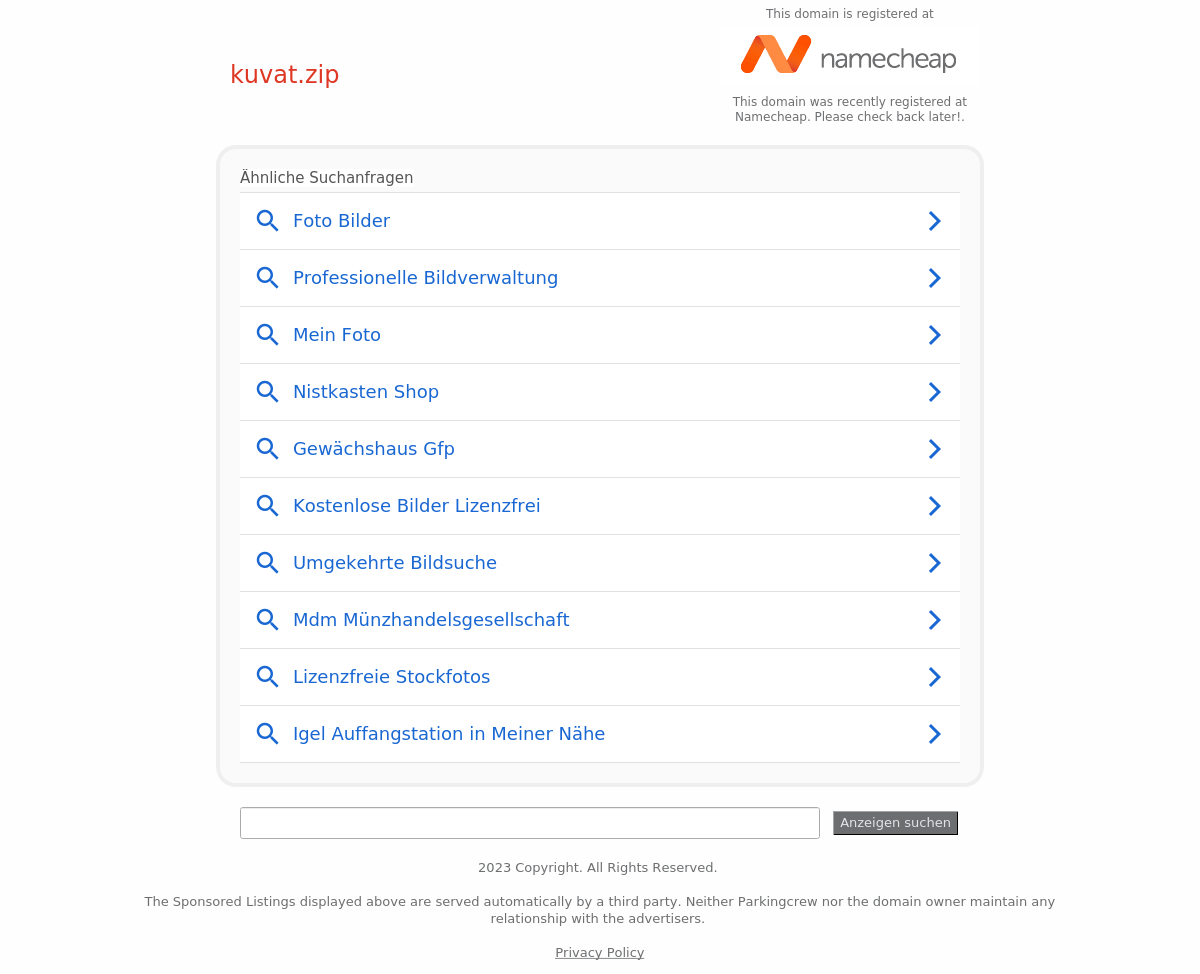 This domain is registered at
namecheap
kuvat.zip
This domain was recently registered at
Namecheap. Please check back later!.
Ähnliche Suchanfragen
Foto Bilder
Professionelle Bildverwaltung
Mein Foto
Nistkasten Shop
Gewächshaus Gfp
Kostenlose Bilder Lizenzfrei
Umgekehrte Bildsuche
Mdm Münzhandelsgesellschaft
Lizenzfreie Stockfotos
Igel Auffangstation in Meiner Nähe
Anzeigen suchen
2023 Copyright. All Rights Reserved.
The Sponsored Listings displayed above are served automatically by a third party. Neither Parkingcrew nor the domain owner maintain any
relationship with the advertisers.
Privacy Policy